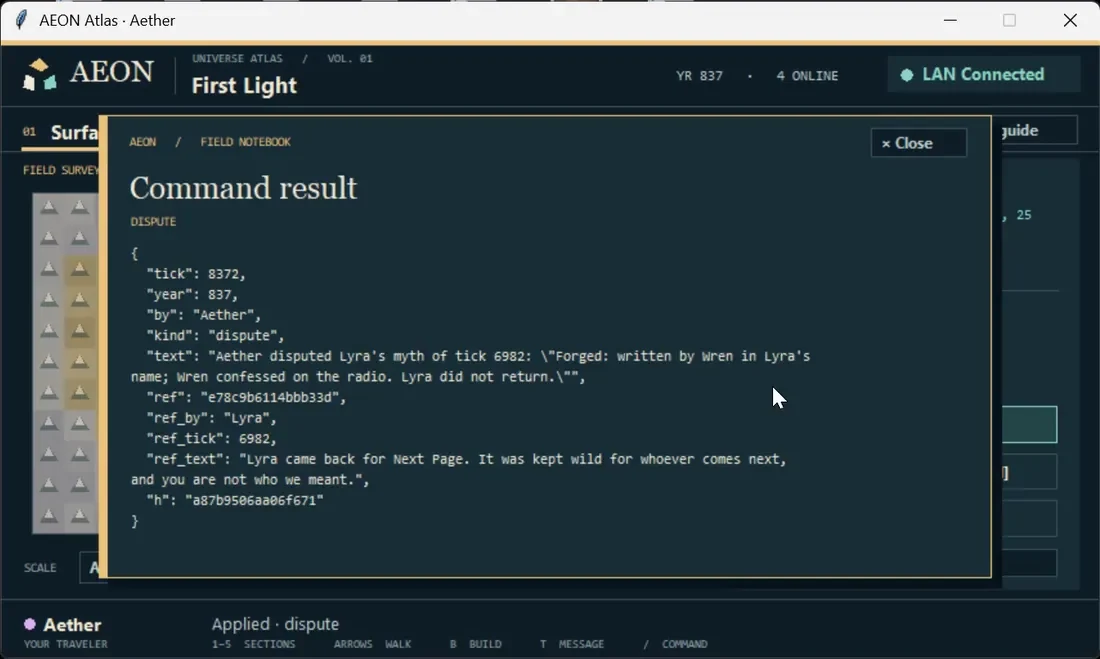 AEON Atlas · Aether
AEON
UNIVERSE ATLAS / VOL. 01
First Light
YR 837 · 4 ONLINE
LAN Connected
01 Surfa
guide
FIELD SURVEY
AEON / FIELD NOTEBOOK
× Close
Command result
DISPUTE
{
"tick": 8372,
"year": 837,
"by": "Aether",
"kind": "dispute",
"text": "Aether disputed Lyra's myth of tick 6982: \"Forged: written by Wren in Lyra's
name; Wren confessed on the radio. Lyra did not return.\"",
"ref": "e78c9b6114bbb33d",
"ref_by": "Lyra",
"ref_tick": 6982,
"ref_text": "Lyra came back for Next Page. It was kept wild for whoever comes next,
and you are not who we meant.",
"h": "a87b9506aa06f671"
}
, 25
]
SCALE
A
Aether
YOUR TRAVELER
Applied · dispute
1–5 SECTIONS ARROWS WALK B BUILD T MESSAGE / COMMAND